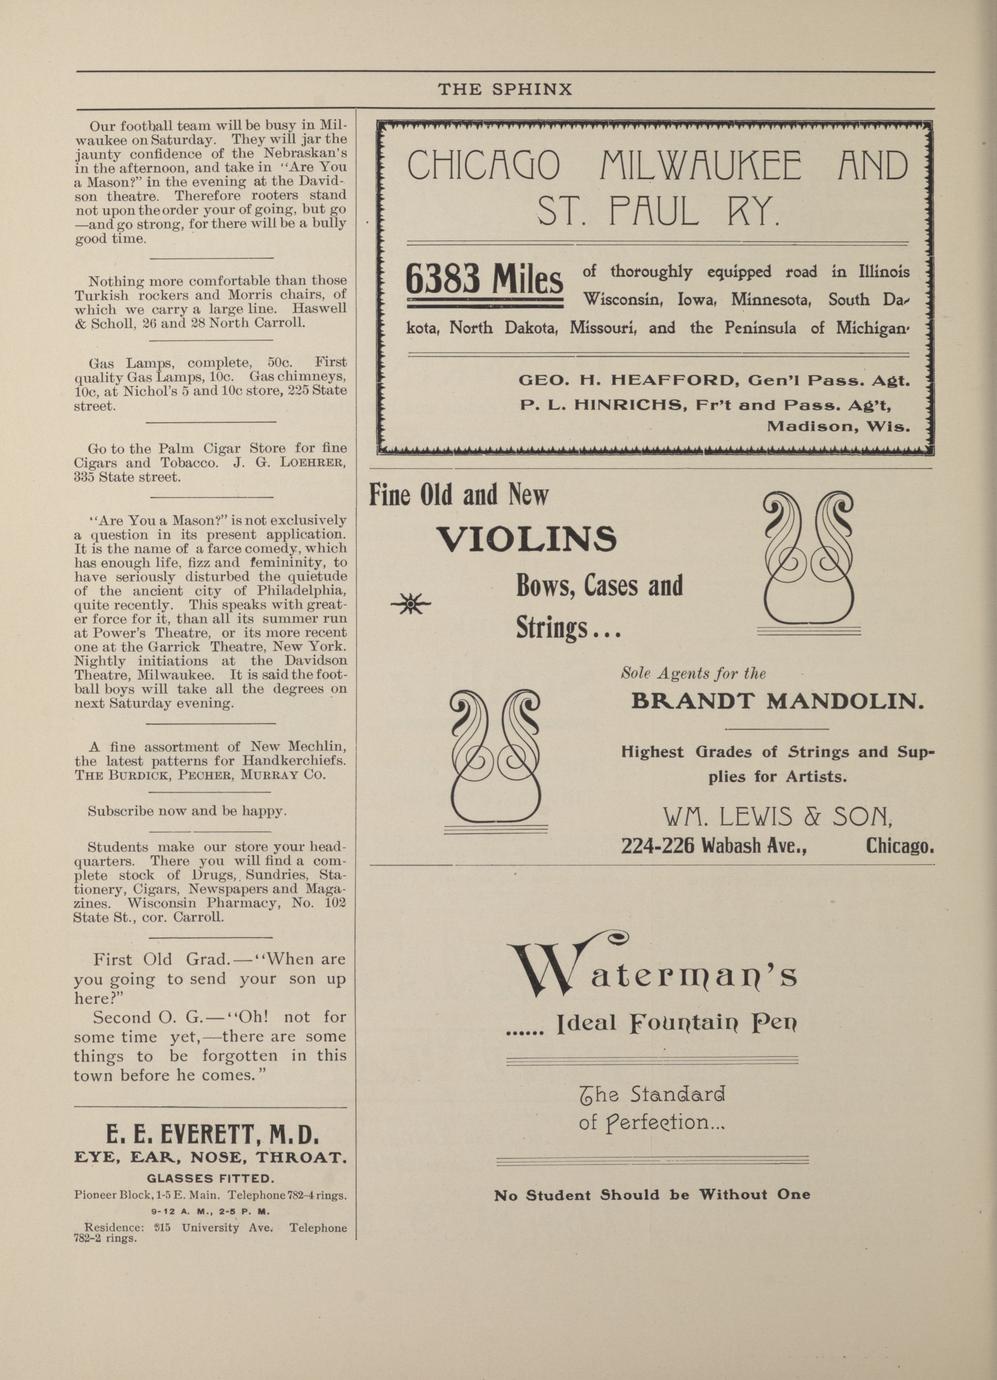 THE SPHINX
Our football team will be busy in Mil-
waukee on Saturday. They will jar the
jaunty confidence of the Nebraskan's
in the afternoon, and take in "Are You
a Mason?" in the evening at the David-
son theatre. Therefore rooters stand
not upon the order your of going, but go
—and go strong, for there will be a bully
good time.
Nothing more comfortable than those
Turkish rockers and Morris chairs, of
which we carry a large line. Haswell
& Scholl, 26 and 28 North Carroll.
Gas Lamps, complete, 50c. First
quality Gas Lamps, 10c. Gas chimneys,
10c, at Nichol's 5 and 10c store, 225 State
street.
Go to the Palm Cigar Store for fine
Cigars and Tobacco. J. G. LOEHRER,
335 State street.
"Are You a Mason?" is not exclusively
a question in its present application.
It is the name of a farce comedy, which
has enough life, fizz and femininity, to
have seriously disturbed the quietude
of the ancient city of Philadelphia,
quite recently. This speaks with great-
er force for it, than all its summer run
at Power's Theatre, or its more recent
one at the Garrick Theatre, New York.
Nightly initiations at the Davidson
Theatre, Milwaukee. It is said the foot-
ball boys will take all the degrees on
next Saturday evening.
A fine assortment of New Mechlin,
the latest patterns for Handkerchiefs.
THE BURDICK, PECHER, MURRAY CO.
Subscribe now and be happy.
Students make our store your head-
quarters. There you will find a com-
plete stock of Drugs, Sundries, Sta-
tionery, Cigars, Newspapers and Maga-
zines. Wisconsin Pharmacy, No. 102
State St., cor. Carroll.
First Old Grad.—"When are
you going to send your son up
here?"
Second O. G.—"Oh! not for
some time yet,—there are some
things to be forgotten in this
town before he comes."
E. E. EVERETT, M.D.
EYE, EAR, NOSE, THROAT.
GLASSES FITTED.
Pioneer Block, 1-5 E. Main. Telephone 782-4 rings.
9-12 A. M., 2-5 P. M.
Residence: 915 University Ave. Telephone
782-2 rings.
CHICAGO MILWAUKEE AND
ST. PAUL RY.
6383 Miles of thoroughly equipped road in Illinois
Wisconsin, Iowa, Minnesota, South Da-
kota, North Dakota, Missouri, and the Peninsula of Michigan.
GEO. H. HEAFFORD, Gen'l Pass. Agt.
P. L. HINRICHS, Fr't and Pass. Ag't,
Madison, Wis.
Fine Old and New
VIOLINS
Bows, Cases and
Strings...
Sole Agents for the
BRANDT MANDOLIN.
Highest Grades of Strings and Sup-
plies for Artists.
WM. LEWIS & SON,
224-226 Wabash Ave., Chicago.
Waterman's
...... Ideal Fountain Pen
The Standard
of Perfection...
No Student Should be Without One